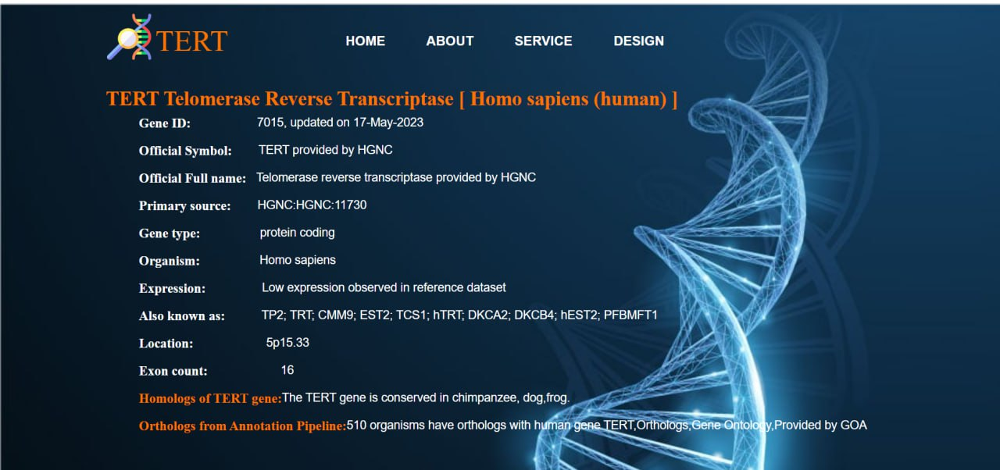 TERT HOME ABOUT SERVICE DESIGN
TERT Telomerase Reverse Transcriptase [ Homo sapiens (human) ]
Gene ID: 7015, updated on 17-May-2023
Official Symbol: TERT provided by HGNC
Official Full name: Telomerase reverse transcriptase provided by HGNC
Primary source: HGNC:HGNC:11730
Gene type: protein coding
Organism: Homo sapiens
Expression: Low expression observed in reference dataset
Also known as: TP2; TRT; CMM9; EST2; TCS1; hTRT; DKCA2; DKCB4; hEST2; PFBMFT1
Location: 5p15.33
Exon count: 16
Homologs of TERT gene:The TERT gene is conserved in chimpanzee, dog,frog.
Orthologs from Annotation Pipeline:510 organisms have orthologs with human gene TERT,Orthologs,Gene Ontology,Provided by GOA